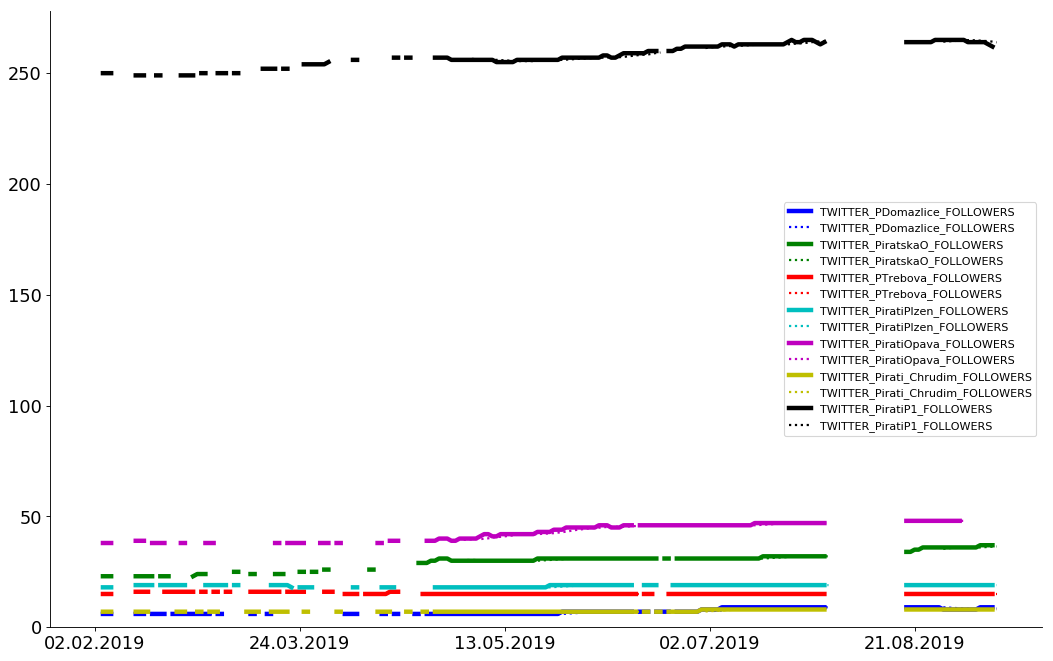 250
200
150
100
50
0
02.02.2019 24.03.2019 13.05.2019 02.07.2019 21.08.2019
TWITTER_PDomazlice_FOLLOWERS
TWITTER_PDomazlice_FOLLOWERS
TWITTER_PiratskaO_FOLLOWERS
TWITTER_PiratskaO_FOLLOWERS
TWITTER_PTrebova_FOLLOWERS
TWITTER_PTrebova_FOLLOWERS
TWITTER_PiratiPlzen_FOLLOWERS
TWITTER_PiratiPlzen_FOLLOWERS
TWITTER_PiratiOpava_FOLLOWERS
TWITTER_PiratiOpava_FOLLOWERS
TWITTER_Pirati_Chrudim_FOLLOWERS
TWITTER_Pirati_Chrudim_FOLLOWERS
TWITTER_PiratiP1_FOLLOWERS
TWITTER_PiratiP1_FOLLOWERS